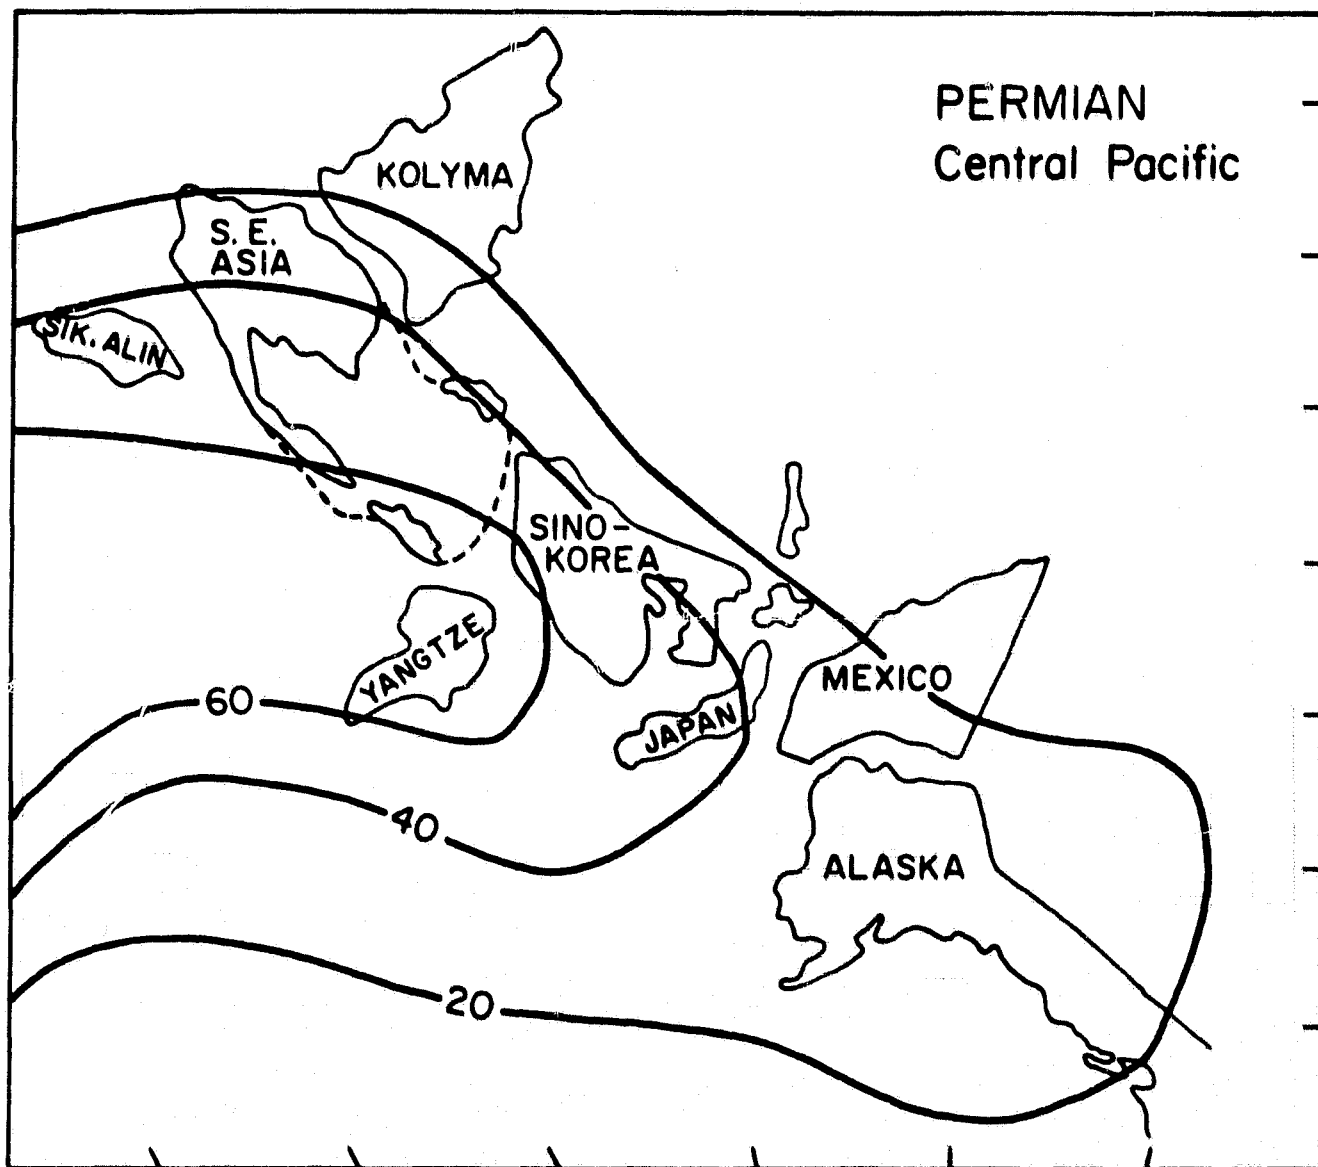 PERMIAN
Central Pacific
KOLYMA
S. E.
ASIA
SIK. ALIN
SINO-
KOREA
YANGTZE
60
MEXICO
JAPAN
40
ALASKA
20